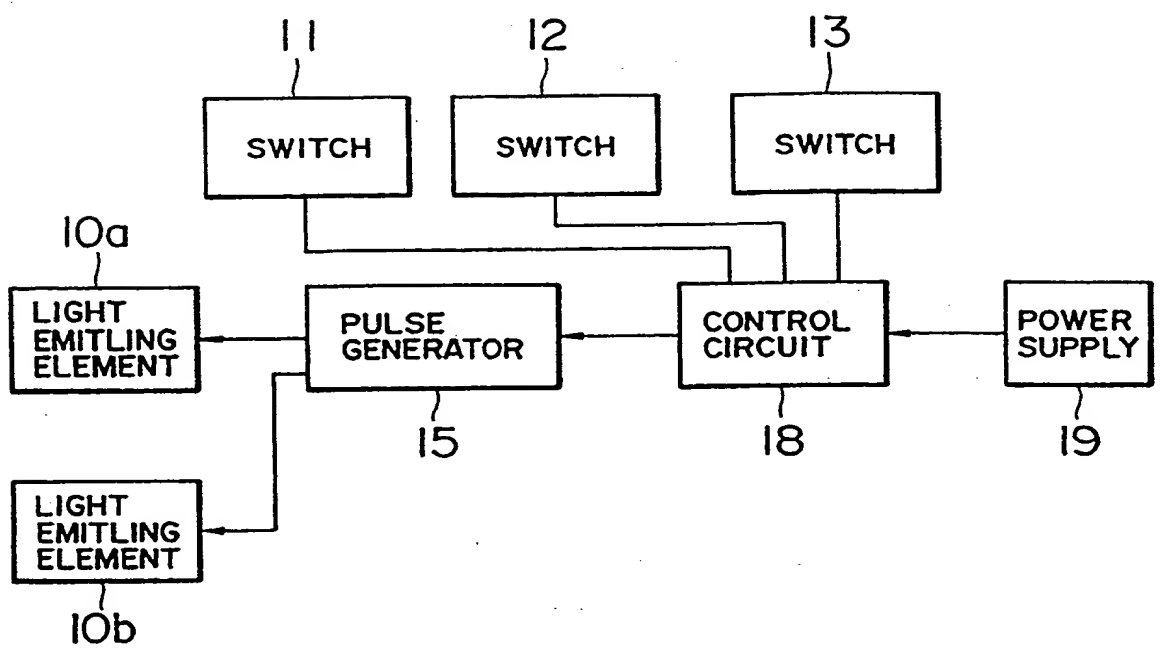 11
12
13
SWITCH
SWITCH
SWITCH
10a
LIGHT
EMITLING
ELEMENT
PULSE
GENERATOR
CONTROL
CIRCUIT
POWER
SUPPLY
15
18
19
LIGHT
EMITLING
ELEMENT
10b